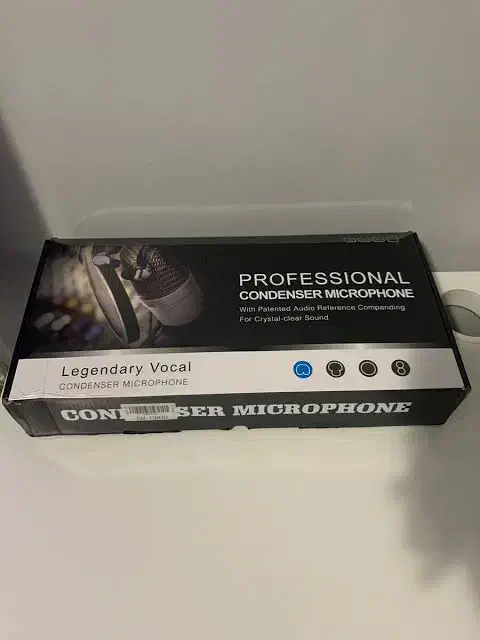 PROFESSIONAL
CONDENSER MICROPHONE
With Patented Audio Reference Companding
For Crystal-clear Sound
Legendary Vocal
CONDENSER MICROPHONE
CONDENSER MICROPHONE